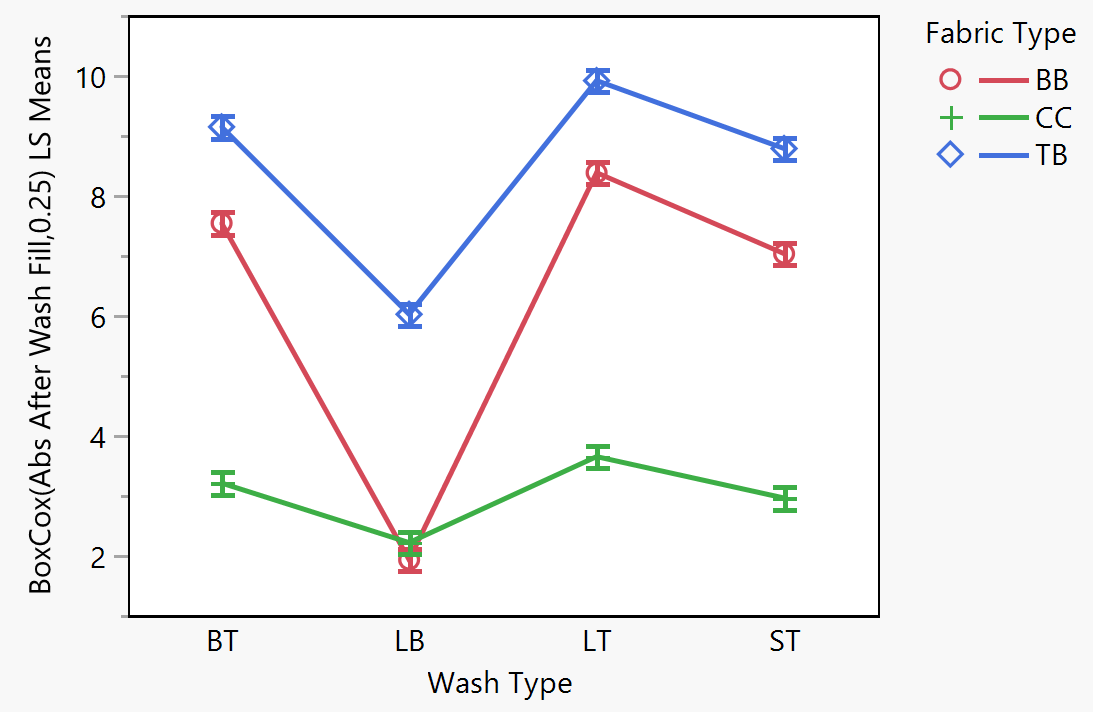 BoxCox(Abs After Wash Fill,0.25) LS Means
10
8
6
4
2
BT LB LT ST
Wash Type
Fabric Type
BB
CC
TB